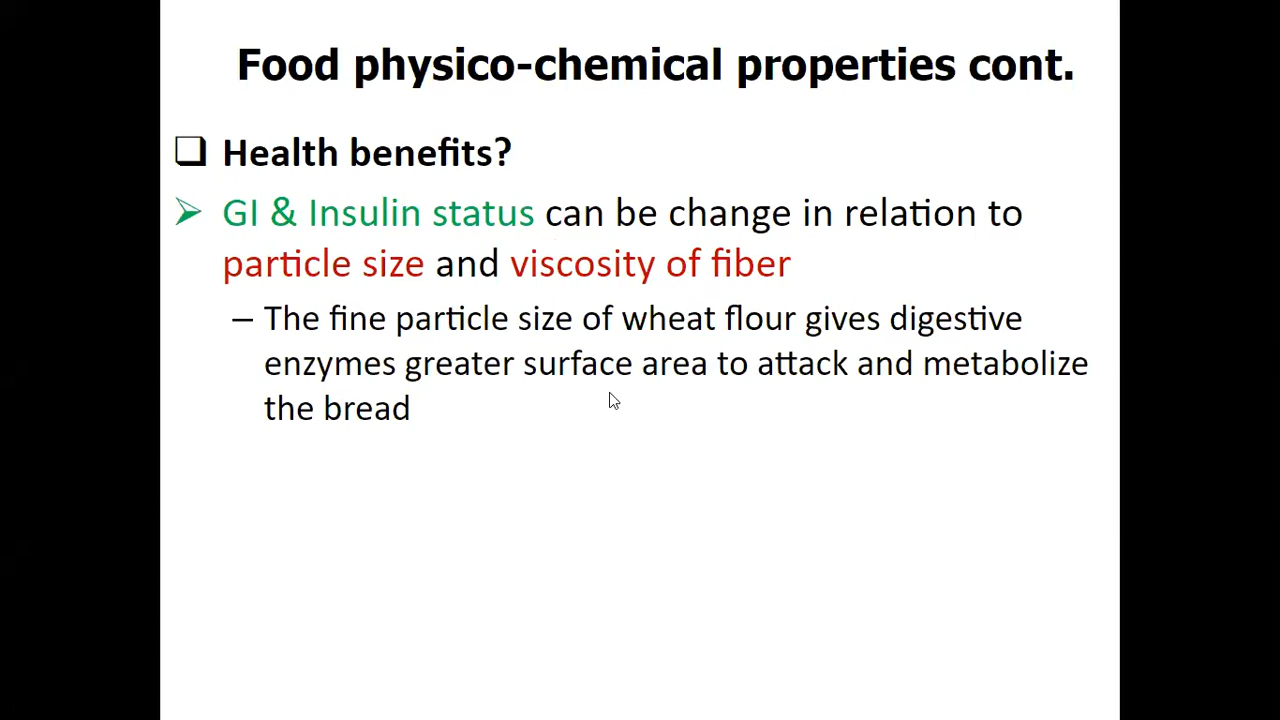 Food physico-chemical properties cont.
Health benefits?
GI & Insulin status can be change in relation to
particle size and viscosity of fiber
– The fine particle size of wheat flour gives digestive
enzymes greater surface area to attack and metabolize
the bread